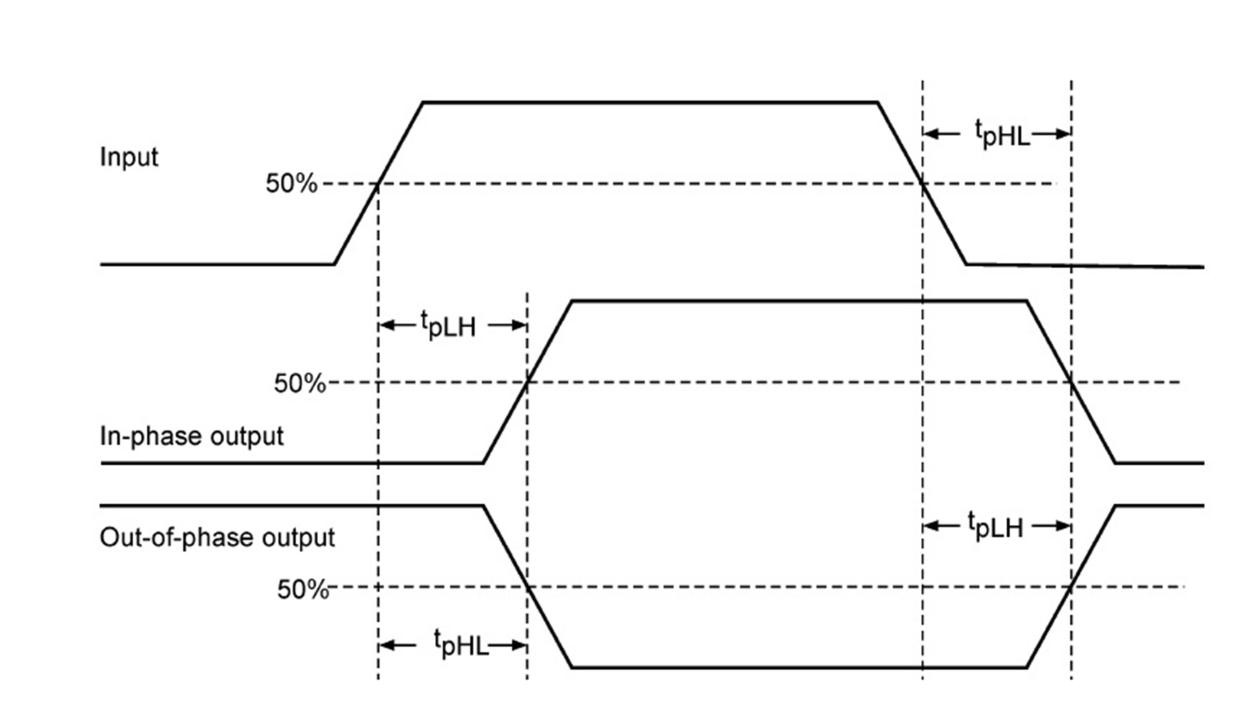 tpHL
Input
50%
tpLH
50%
In-phase output
tpLH
Out-of-phase output
50%
tpHL